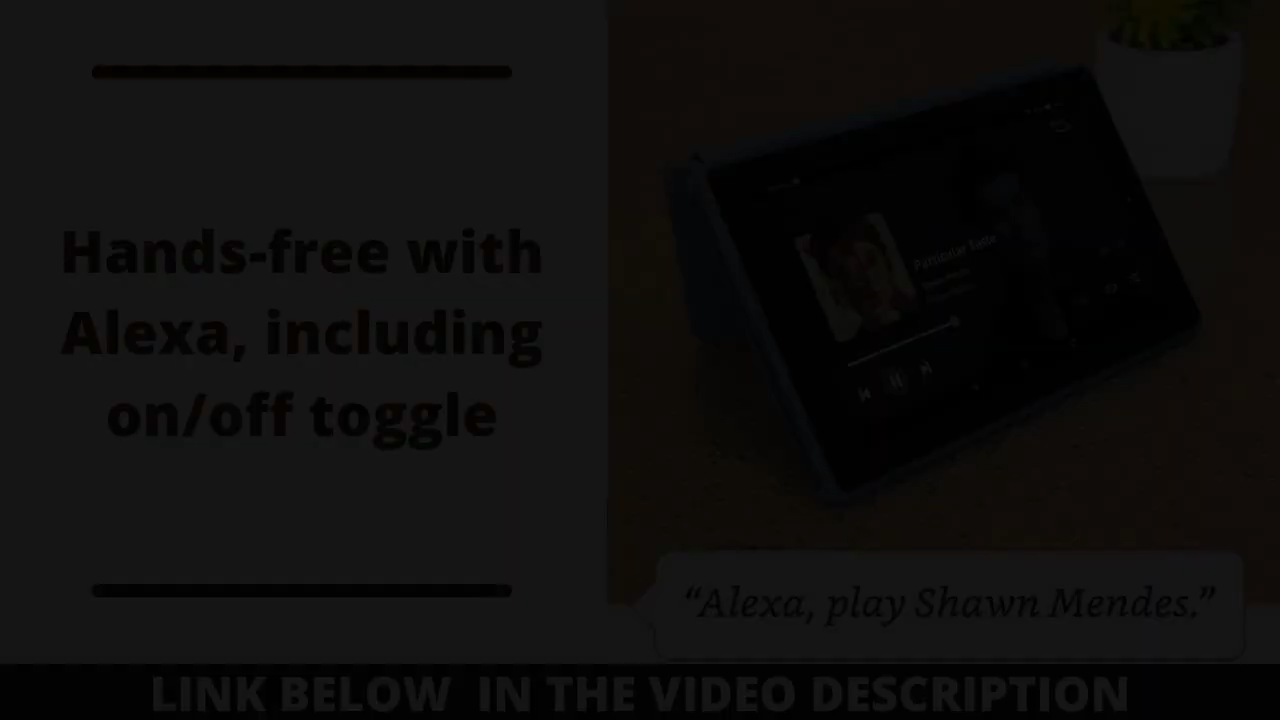 Hands-free with
Alexa, including
on/off toggle
“Alexa, play Shawn Mendes.”
LINK BELOW IN THE VIDEO DESCRIPTION